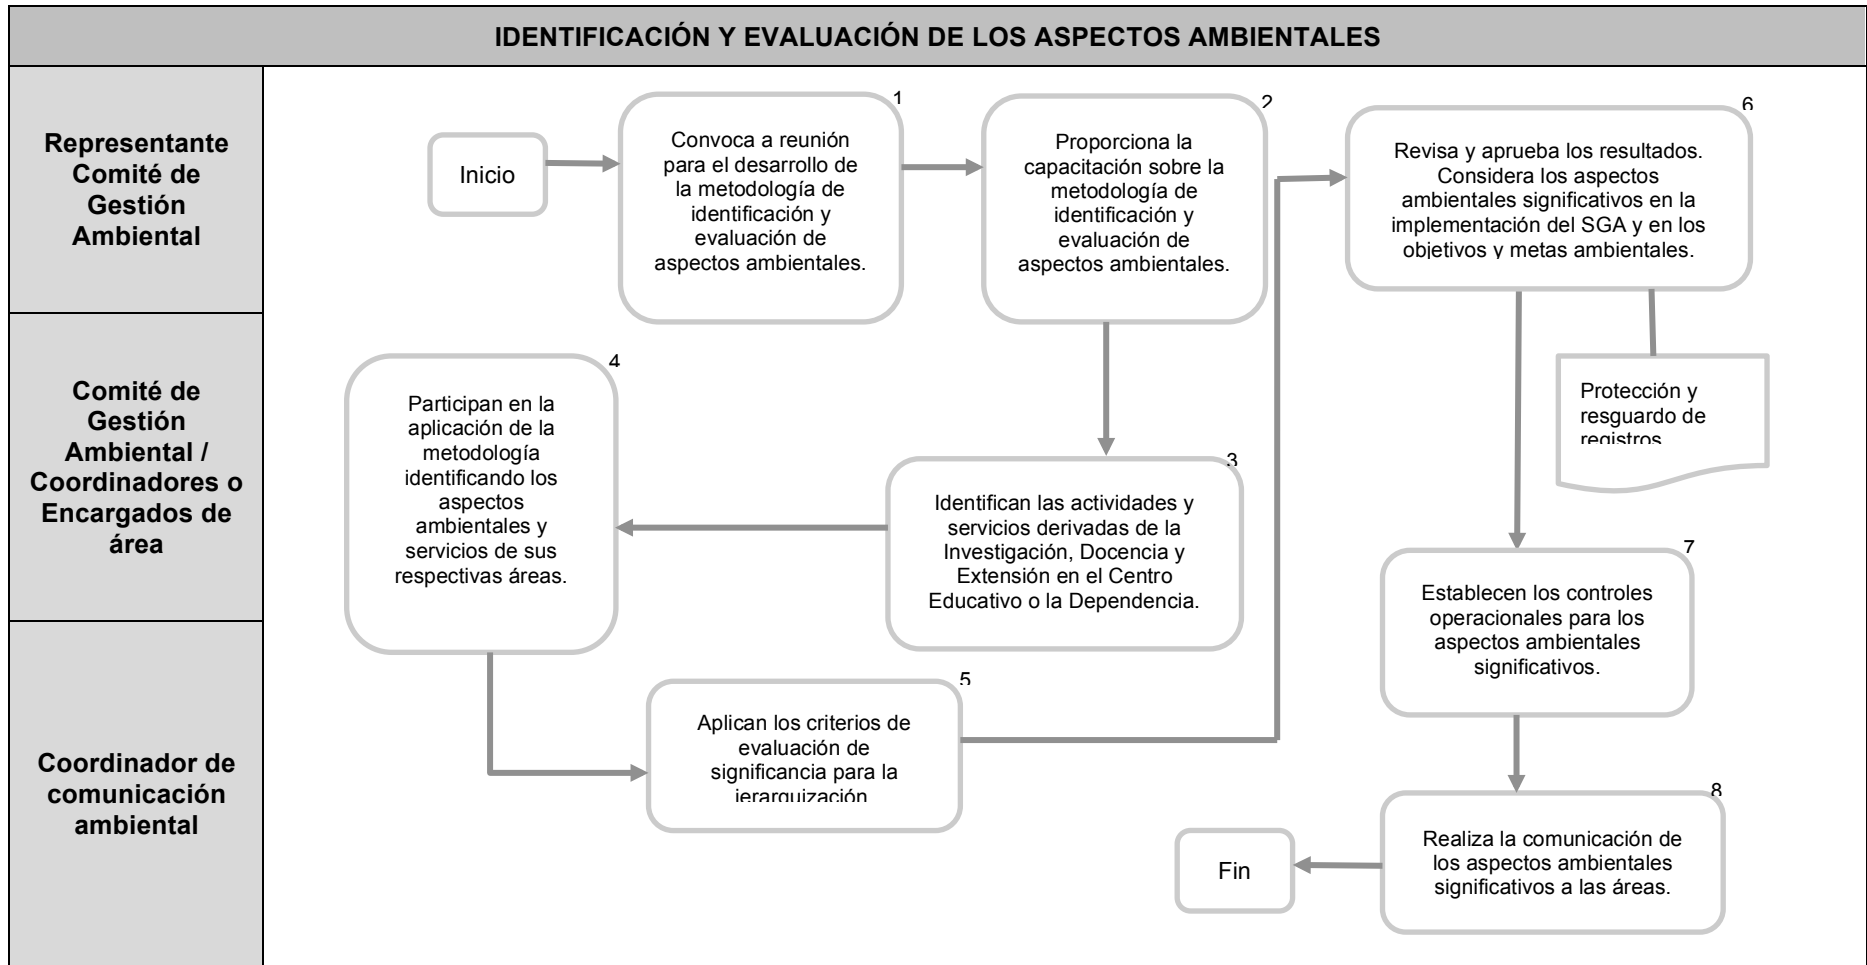 IDENTIFICACIÓN Y EVALUACIÓN DE LOS ASPECTOS AMBIENTALES
Representante
Comité de
Gestión
Ambiental
Inicio
1
Convoca a reunión
para el desarrollo de
la metodología de
identificación y
evaluación de
aspectos ambientales.
2
Proporciona la
capacitación sobre la
metodología de
identificación y
evaluación de
aspectos ambientales.
6
Revisa y aprueba los resultados.
Considera los aspectos
ambientales significativos en la
implementación del SGA y en los
objetivos y metas ambientales.
Protección y
resguardo de
registros
Comité de
Gestión
Ambiental /
Coordinadores o
Encargados de
área
4
Participan en la
aplicación de la
metodología
identificando los
aspectos
ambientales y
servicios de sus
respectivas áreas.
3
Identifican las actividades y
servicios derivadas de la
Investigación, Docencia y
Extensión en el Centro
Educativo o la Dependencia.
7
Establecen los controles
operacionales para los
aspectos ambientales
significativos.
Coordinador de
comunicación
ambiental
5
Aplican los criterios de
evaluación de
significancia para la
jerarquización
8
Realiza la comunicación de
los aspectos ambientales
significativos a las áreas.
Fin